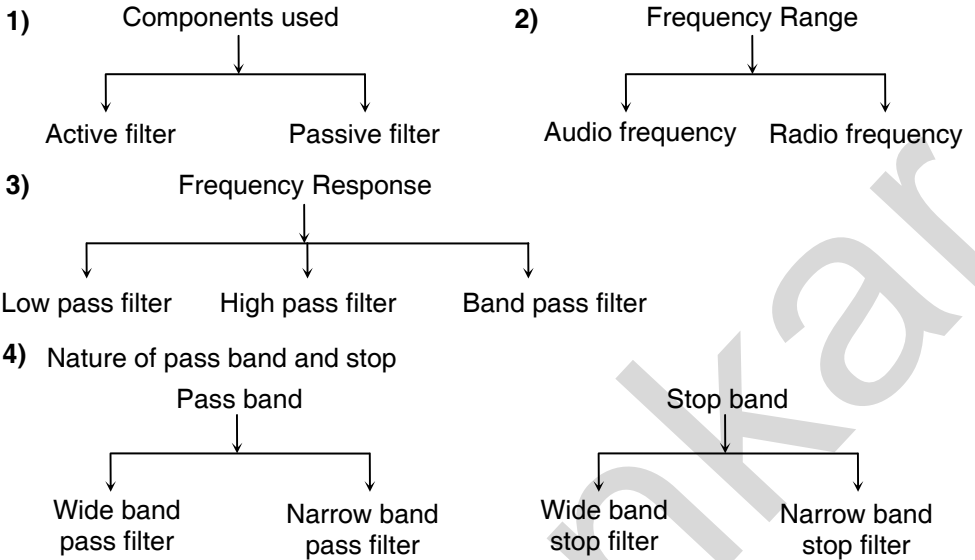 1) Components used
2) Frequency Range
Active filter Passive filter
Audio frequency Radio frequency
3) Frequency Response
Low pass filter High pass filter Band pass filter
4) Nature of pass band and stop
Pass band
Stop band
Wide band
pass filter
Narrow band
pass filter
Wide band
stop filter
Narrow band
stop filter